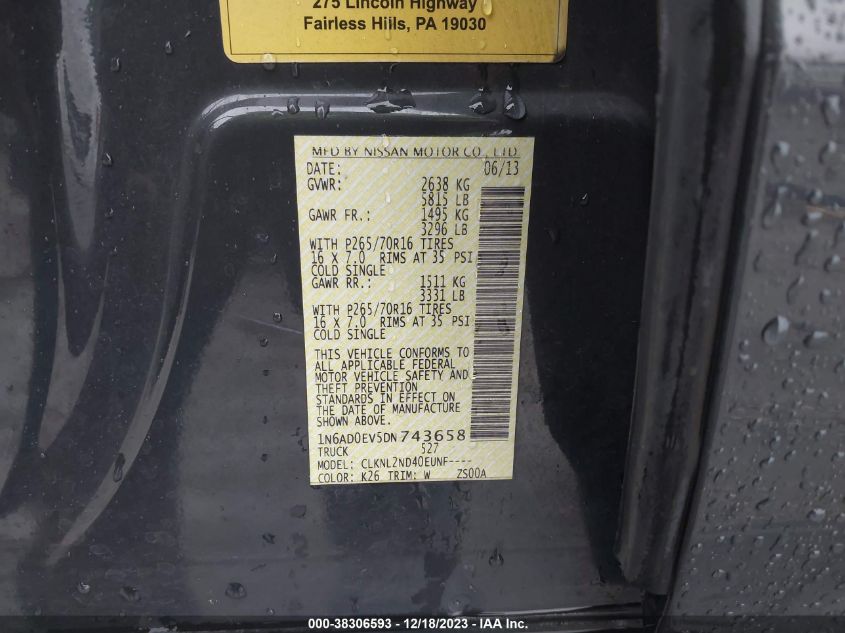 275 Lincoln Highway
Fairless Hills, PA 19030
MFD BY NISSAN MOTOR CO., LTD.
DATE: 06/13
GVWR: 2638 KG
5815 LB
GAWR FR.: 1495 KG
3296 LB
WITH P265/70R16 TIRES
16 X 7.0 RIMS AT 35 PSI
COLD SINGLE
GAWR RR.: 1511 KG
3331 LB
WITH P265/70R16 TIRES
16 X 7.0 RIMS AT 35 PSI
COLD SINGLE
THIS VEHICLE CONFORMS TO
ALL APPLICABLE FEDERAL
MOTOR VEHICLE SAFETY AND
THEFT PREVENTION
STANDARDS IN EFFECT ON
THE DATE OF MANUFACTURE
SHOWN ABOVE.
1N6AD0EV5DN743658
TRUCK 527
MODEL: CLKNL2ND40EUNF----
COLOR: K26 TRIM: W ZS00A
000-38306593 - 12/18/2023 - IAA Inc.